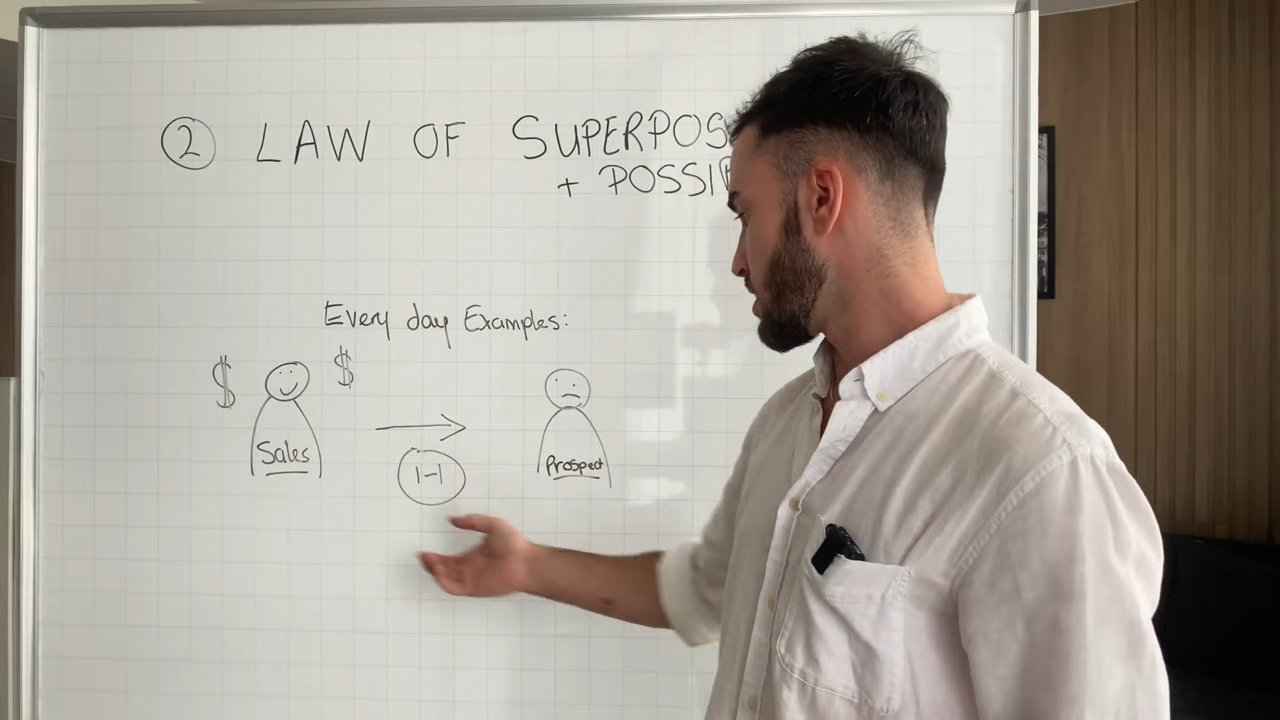 ② LAW OF SUPERPOS
+ POSSI
Every day Examples:
$ $
Sales
1-1
Prospect